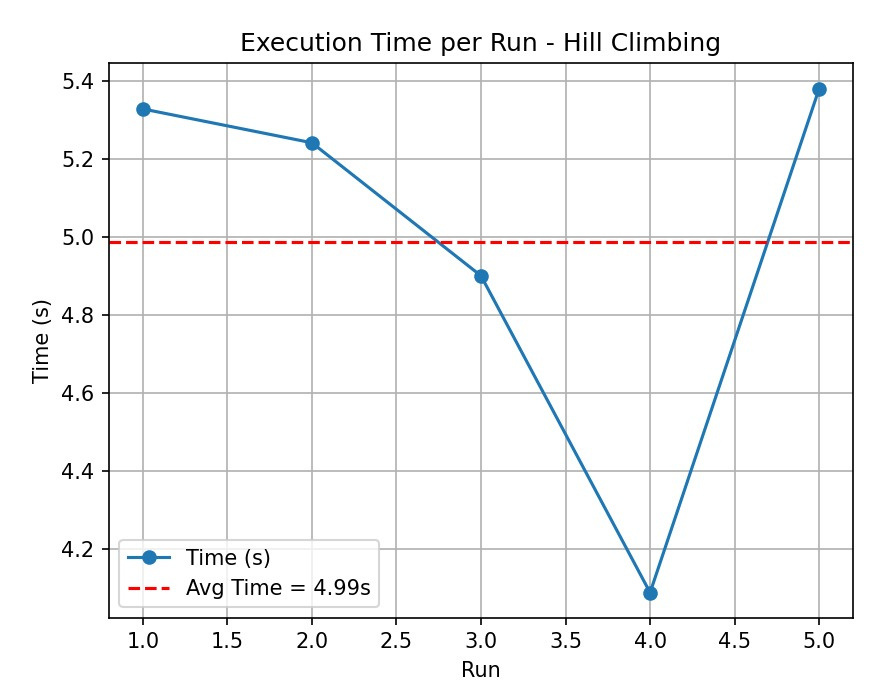 Execution Time per Run - Hill Climbing
5.4
5.2
5.0
4.8
4.6
4.4
4.2
Time (s)
Time (s)
Avg Time = 4.99s
1.0 1.5 2.0 2.5 3.0 3.5 4.0 4.5 5.0
Run